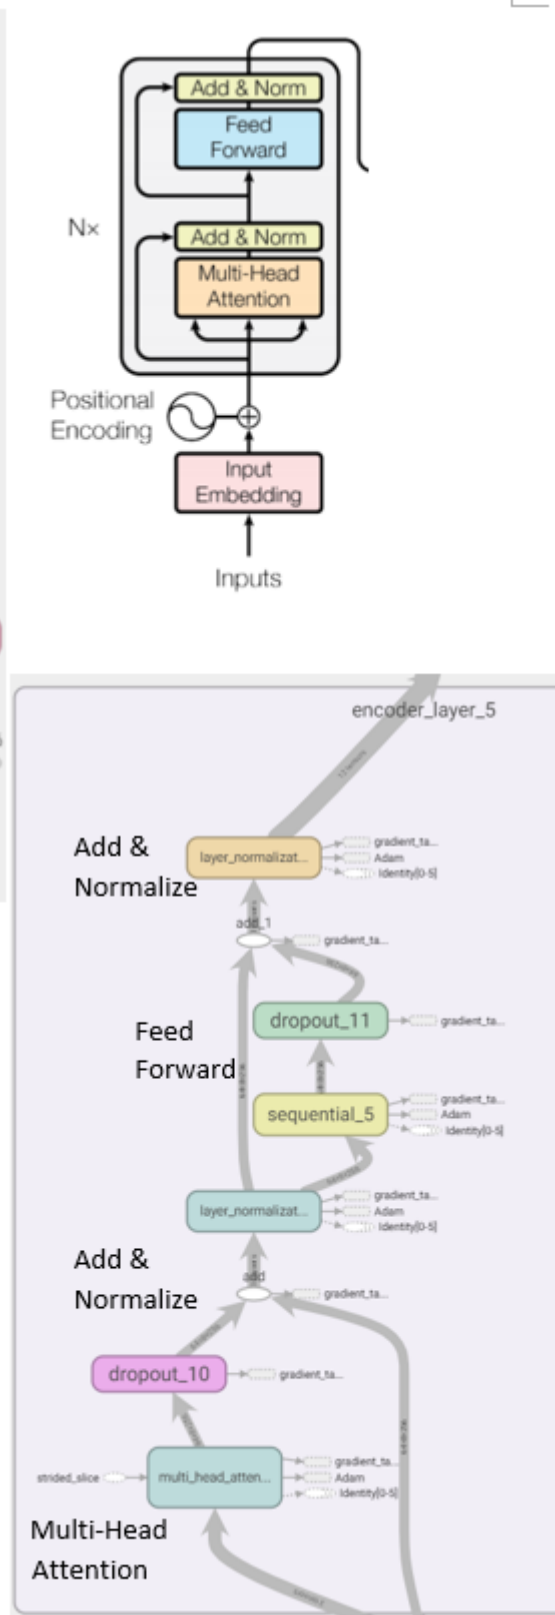 Add & Norm
Feed
Forward
N×
Add & Norm
Multi-Head
Attention
Positional
Encoding
Input
Embedding
Inputs
encoder_layer_5
Add &
Normalize
layer_normalizat...
gradient_ta...
Adam
Identity[0-5]
add_1
gradient_ta...
dropout_11
gradient_ta...
Feed
Forward
sequential_5
gradient_ta...
Adam
Identity[0-5]
layer_normalizat...
gradient_ta...
Adam
Identity[0-5]
Add &
Normalize
add
gradient_ta...
dropout_10
gradient_ta...
strided_slice
multi_head_atten...
gradient_ta...
Adam
Identity[0-5]
Multi-Head
Attention